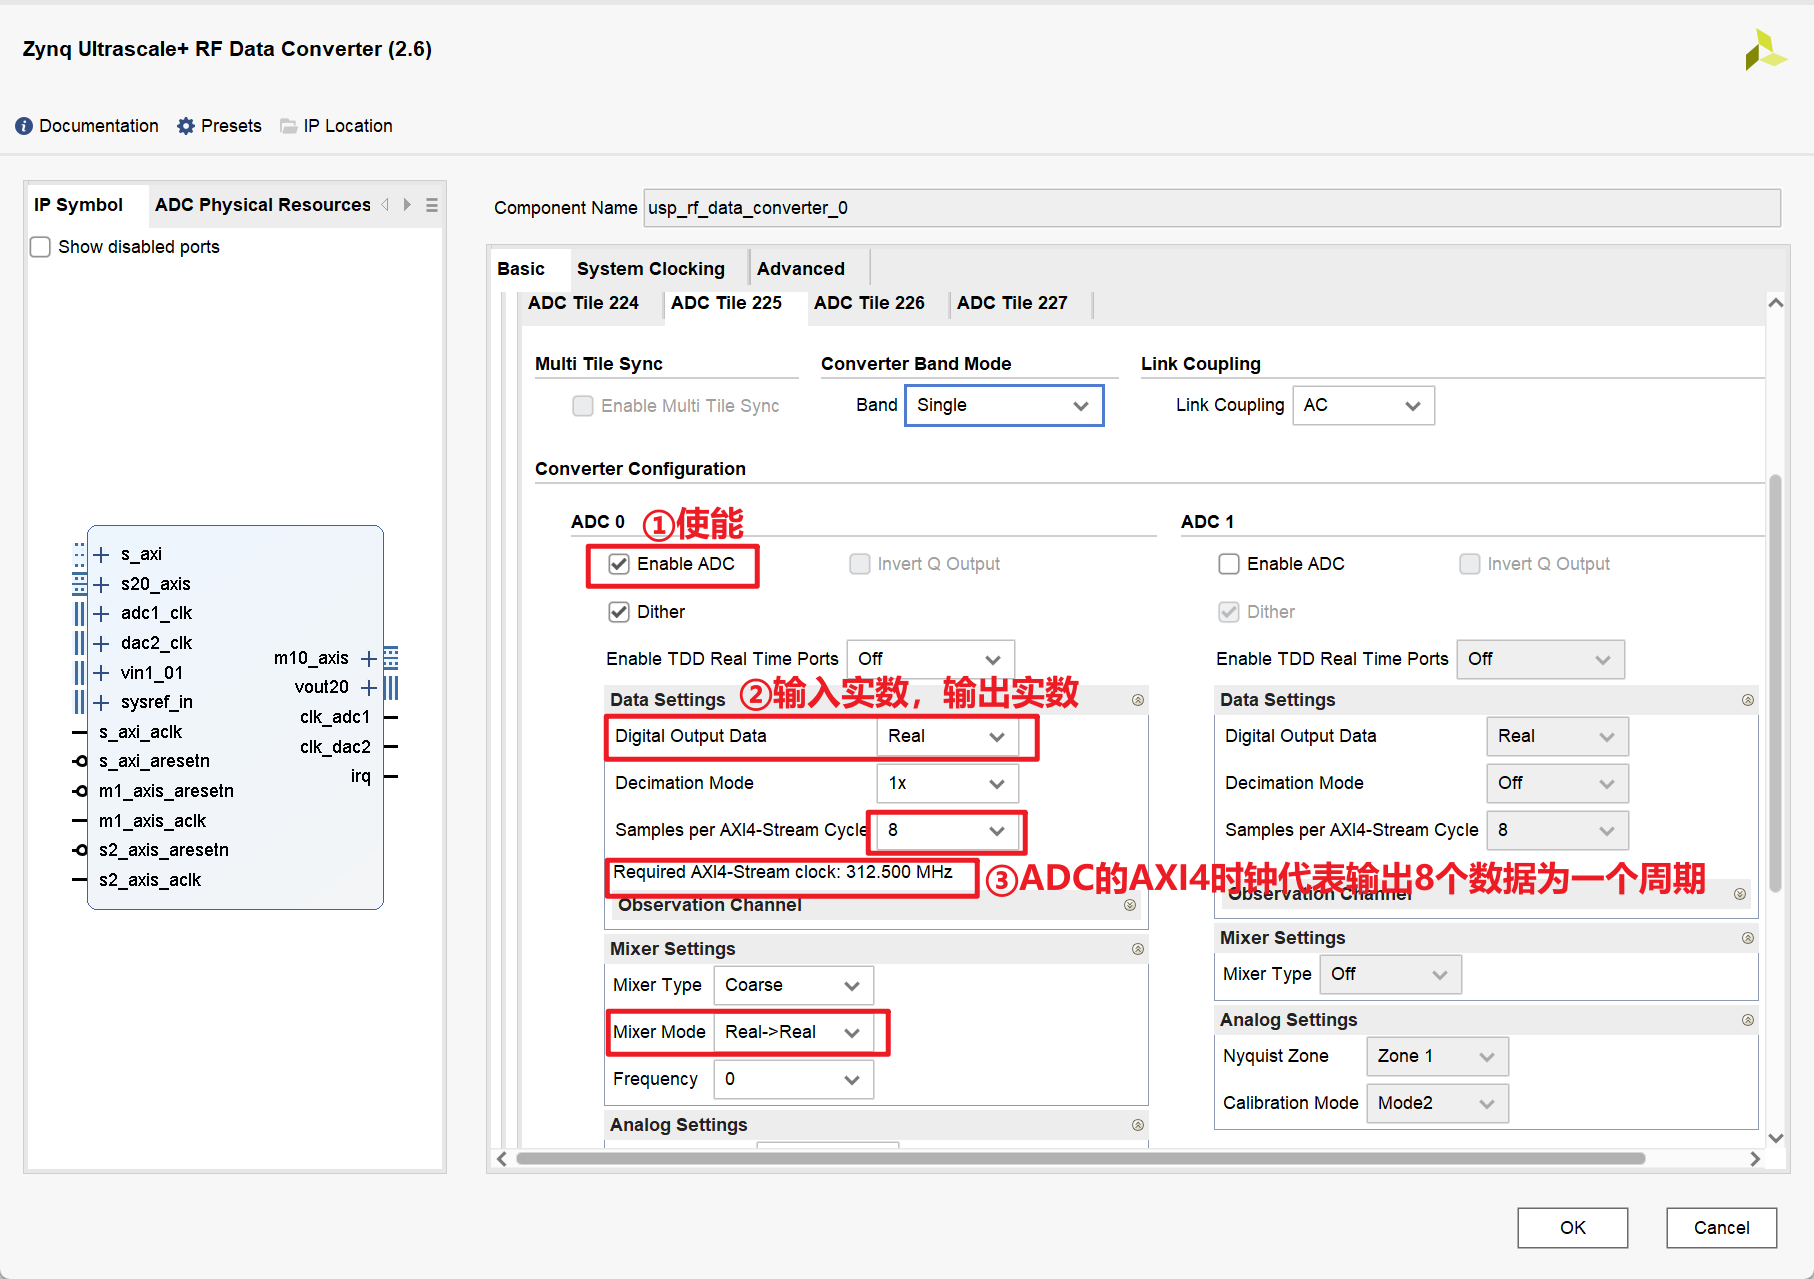 Zynq Ultrascale+ RF Data Converter (2.6)
Documentation Presets IP Location
IP Symbol ADC Physical Resources
Show disabled ports
s_axi
s20_axis
adc1_clk
dac2_clk
vin1_01
sysref_in
s_axi_aclk
s_axi_aresetn
m1_axis_aresetn
m1_axis_aclk
s2_axis_aresetn
s2_axis_aclk
m10_axis
vout20
clk_adc1
clk_dac2
irq
Component Name usp_rf_data_converter_0
Basic System Clocking Advanced
ADC Tile 224 ADC Tile 225 ADC Tile 226 ADC Tile 227
Multi Tile Sync Converter Band Mode Link Coupling
Enable Multi Tile Sync Band Single Link Coupling AC
Converter Configuration
ADC 0 ①使能
Enable ADC Invert Q Output
Dither
Enable TDD Real Time Ports Off
Data Settings ②输入实数，输出实数
Digital Output Data Real
Decimation Mode 1x
Samples per AXI4-Stream Cycle 8
Required AXI4-Stream clock: 312.500 MHz ③ADC的AXI4时钟代表输出8个数据为一个周期
Observation Channel
Mixer Settings
Mixer Type Coarse
Mixer Mode Real->Real
Frequency 0
Analog Settings
ADC 1
Enable ADC Invert Q Output
Dither
Enable TDD Real Time Ports Off
Data Settings
Digital Output Data Real
Decimation Mode Off
Samples per AXI4-Stream Cycle 8
Observation Channel
Mixer Settings
Mixer Type Off
Analog Settings
Nyquist Zone Zone 1
Calibration Mode Mode2
OK Cancel